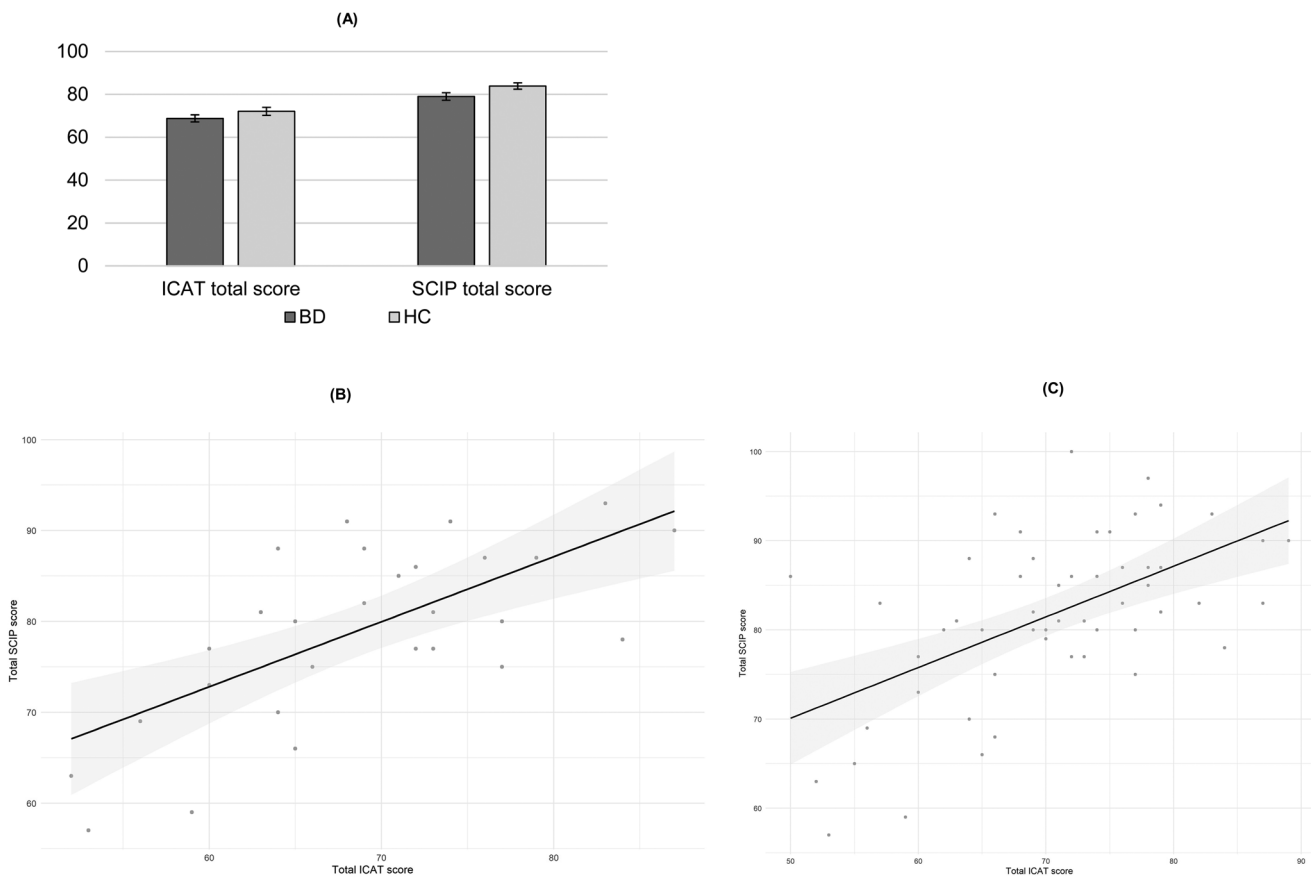 (A)
100
80
60
40
20
0
ICAT total score SCIP total score
BD HC
(B)
100
90
80
70
60
Total SCIP score
60 70 80
Total ICAT score
(C)
100
90
80
70
60
Total SCIP score
50 60 70 80 90
Total ICAT score